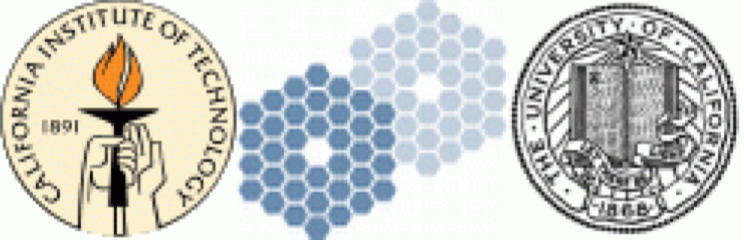 CALIFORNIA INSTITUTE OF TECHNOLOGY
1891
· THE · UNIVERSITY · OF · CALIFORNIA ·
·1868·